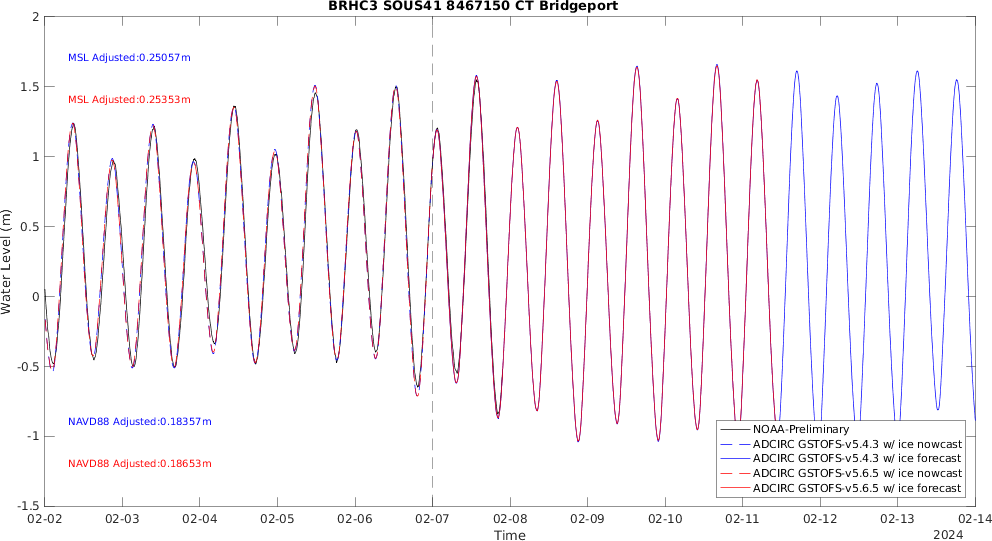 BRHC3 SOUS41 8467150 CT Bridgeport
2
MSL Adjusted:0.25057m
1.5
MSL Adjusted:0.25353m
1
0.5
Water Level (m)
0
-0.5
NAVD88 Adjusted:0.18357m
-1
NAVD88 Adjusted:0.18653m
-1.5
NOAA-Preliminary
ADCIRC GSTOFS-v5.4.3 w/ ice nowcast
ADCIRC GSTOFS-v5.4.3 w/ ice forecast
ADCIRC GSTOFS-v5.6.5 w/ ice nowcast
ADCIRC GSTOFS-v5.6.5 w/ ice forecast
02-02 02-03 02-04 02-05 02-06 02-07 02-08 02-09 02-10 02-11 02-12 02-13 02-14
Time
2024